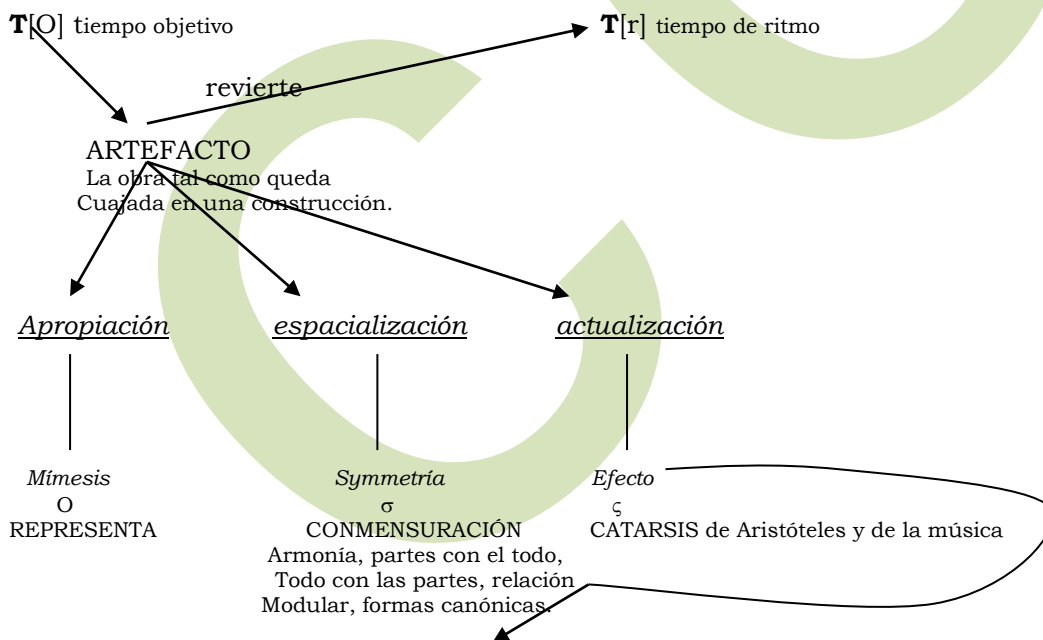 T[O] tiempo objetivo
T[r] tiempo de ritmo
revierte
ARTEFACTO
La obra tal como queda
Cuajada en una construcción.
Apropiación
espacialización
actualización
Mímesis
O
REPRESENTA
Symmetría
σ
CONMENSURACIÓN
Armonía, partes con el todo,
Todo con las partes, relación
Modular, formas canónicas.
Efecto
ς
CATARSIS de Aristóteles y de la música